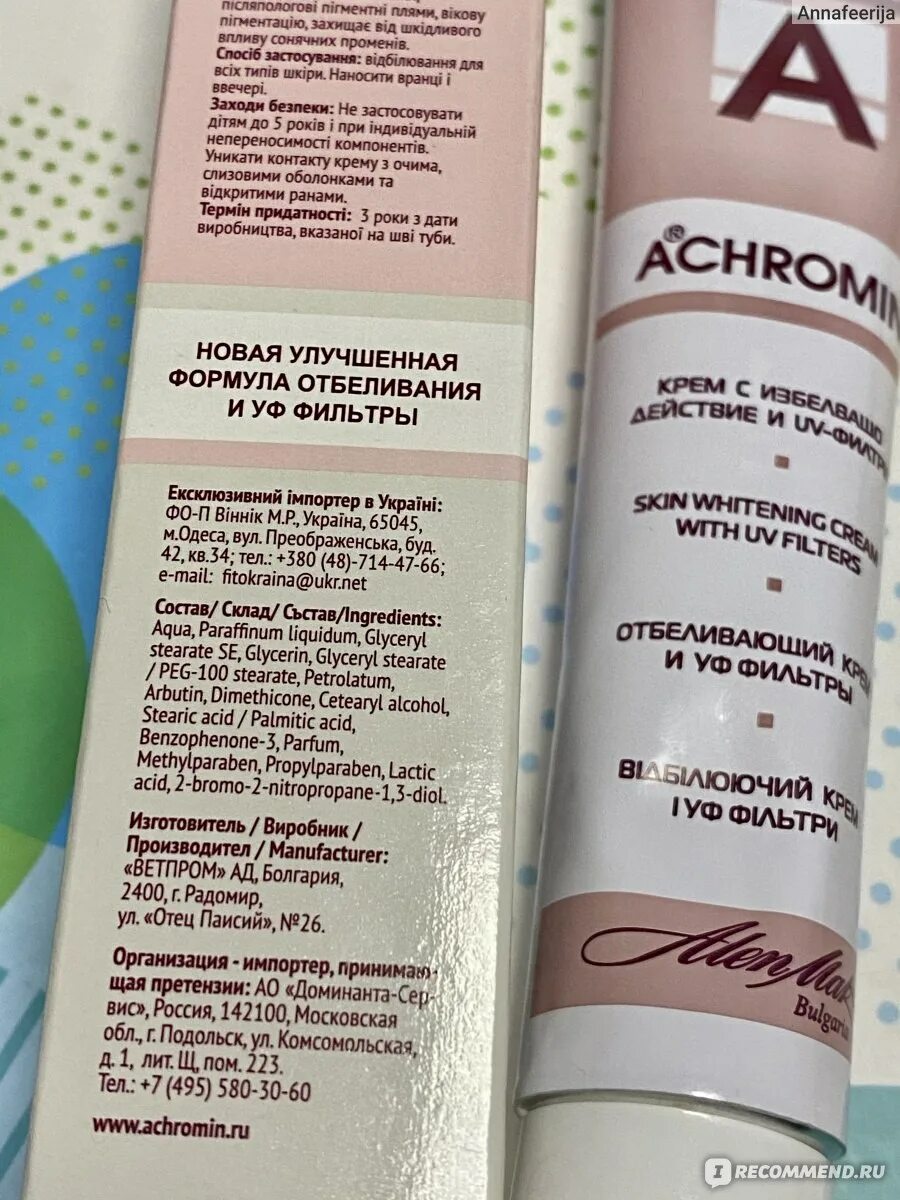 Annafeerija
післяпологові пігментні плями, вікову
пігментацію, захищає від шкідливого
впливу сонячних променів.
Спосіб застосування: відбілювання для
всіх типів шкіри. Наносити вранці і
ввечері.
Заходи безпеки: Не застосовувати
дітям до 5 років і при індивідуальній
непереносимості компонентів.
Уникати контакту крему з очима,
слизовими оболонками та
відкритими ранами.
Термін придатності: 3 роки з дати
виробництва, вказаної на шві туби.
НОВАЯ УЛУЧШЕННАЯ
ФОРМУЛА ОТБЕЛИВАНИЯ
И УФ ФИЛЬТРЫ
Ексклюзивний імпортер в Україні:
ФО-П Віннік М.Р., Україна, 65045,
м.Одеса, вул. Преображенська, буд.
42, кв.34; тел.: +380 (48)-714-47-66;
e-mail: fitokraina@ukr.net
Состав/ Склад/ Състав/Ingredients:
Aqua, Paraffinum liquidum, Glyceryl
stearate SE, Glycerin, Glyceryl stearate
/ PEG-100 stearate, Petrolatum,
Arbutin, Dimethicone, Cetearyl alcohol,
Stearic acid / Palmitic acid,
Benzophenone-3, Parfum,
Methylparaben, Propylparaben, Lactic
acid, 2-bromo-2-nitropropane-1,3-diol.
Изготовитель / Виробник /
Производител / Manufacturer:
«ВЕТПРОМ» АД, Болгария,
2400, г. Радомир,
ул. «Отец Паисий», №26.
Организация - импортер, принимаю-
щая претензии: АО «Доминанта-Сер-
вис», Россия, 142100, Московская
обл., г. Подольск, ул. Комсомольская,
д. 1, лит. Щ, пом. 223.
Тел.: +7 (495) 580-30-60
www.achromin.ru
A
A®CHROMIN
КРЕМ С ИЗБЕЛВАЩО
ДЕЙСТВИЕ И UV-ФИЛТР
SKIN WHITENING CREAM
WITH UV FILTERS
ОТБЕЛИВАЮЩИЙ КРЕМ
И УФ ФИЛЬТРЫ
ВІДБІЛЮЮЧИЙ КРЕМ
І УФ ФІЛЬТРИ
Alen Mak
Bulgaria
IRECOMMEND.RU